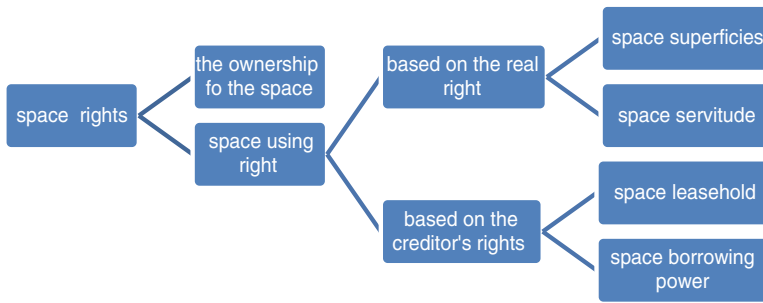 space rights
the ownership
fo the space
space using
right
based on the real
right
based on the
creditor's rights
space superficies
space servitude
space leasehold
space borrowing
power